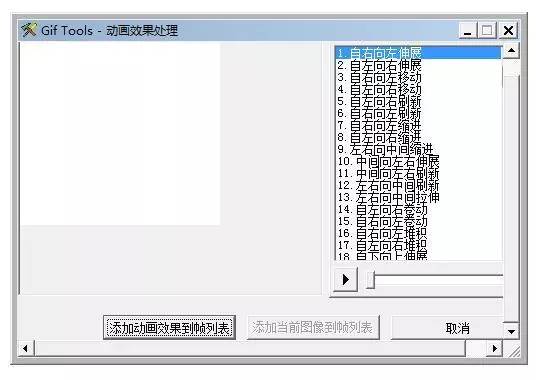 Gif Tools - 动画效果处理
1. 自右向左伸展
2. 自左向右伸展
3. 自右向左移动
4. 自左向右移动
5. 自左向右刷新
6. 自右向左刷新
7. 自右向左缩进
8. 自左向右缩进
9. 左右向中间缩进
10. 中间向左右伸展
11. 中间向左右刷新
12. 左右向中间刷新
13. 左右向中间拉伸
14. 自左向右卷动
15. 自右向左卷动
16. 自右向左堆积
17. 自左向右堆积
18. 自下向上伸展
添加动画效果到帧列表
添加当前图像到帧列表
取消